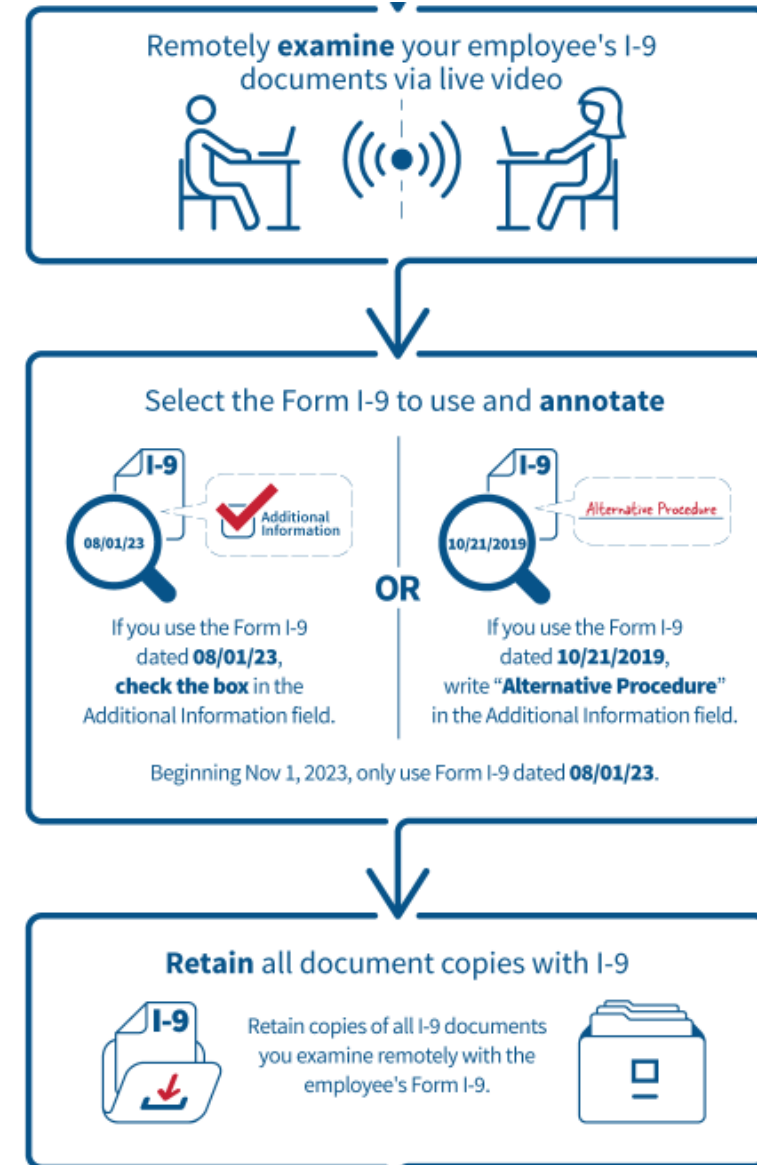 Remotely examine your employee's I-9
documents via live video
Select the Form I-9 to use and annotate
I-9
08/01/23
Additional
Information
If you use the Form I-9
dated 08/01/23,
check the box in the
Additional Information field.
OR
I-9
10/21/2019
Alternative Procedure
If you use the Form I-9
dated 10/21/2019,
write “Alternative Procedure”
in the Additional Information field.
Beginning Nov 1, 2023, only use Form I-9 dated 08/01/23.
Retain all document copies with I-9
I-9
Retain copies of all I-9 documents
you examine remotely with the
employee's Form I-9.